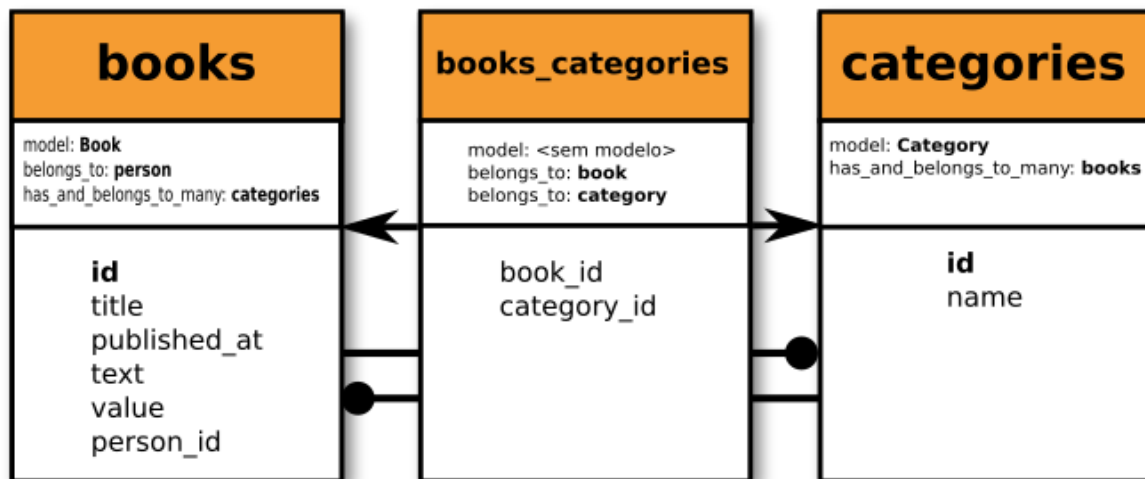 books
model: Book
belongs_to: person
has_and_belongs_to_many: categories
id
title
published_at
text
value
person_id
books_categories
model: <sem modelo>
belongs_to: book
belongs_to: category
book_id
category_id
categories
model: Category
has_and_belongs_to_many: books
id
name